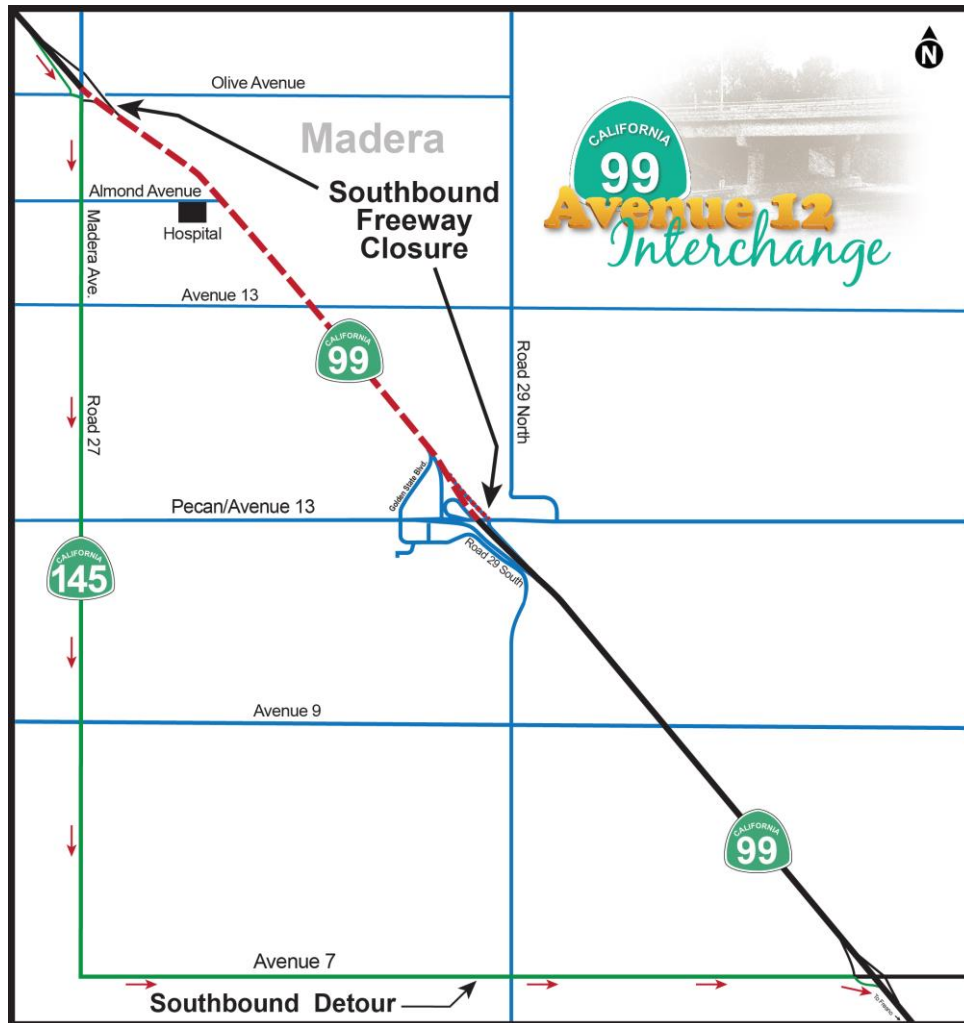 N
Olive Avenue
Madera
CALIFORNIA
99
Avenue 12
Interchange
Southbound
Freeway
Closure
Almond Avenue
Hospital
Madera Ave.
Avenue 13
CALIFORNIA
99
Road 29 North
Road 27
Golden State Blvd.
Pecan/Avenue 13
Road 29 South
CALIFORNIA
145
Avenue 9
CALIFORNIA
99
Avenue 7
Southbound Detour
To Fresno